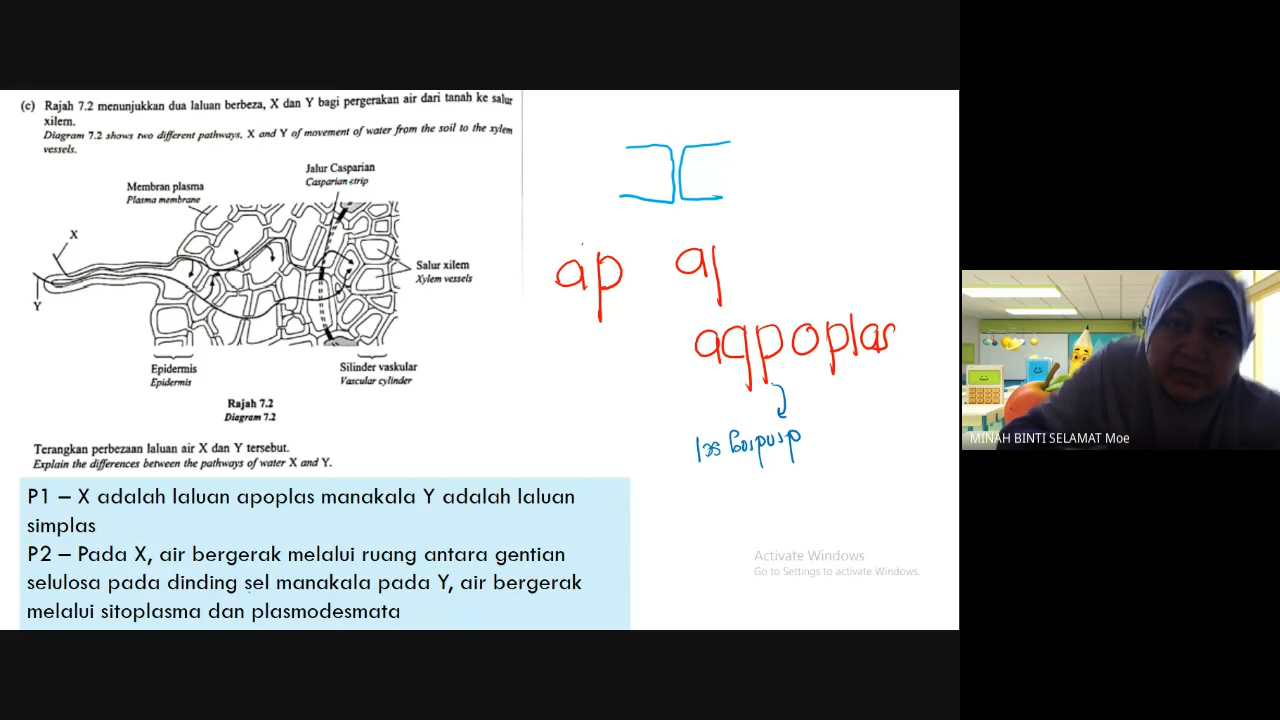 (c) Rajah 7.2 menunjukkan dua laluan berbeza, X dan Y bagi pergerakan air dari tanah ke salur
xilem.
Diagram 7.2 shows two different pathways, X and Y of movement of water from the soil to the xylem
vessels.
Jalur Casparian
Casparian strip
Membran plasma
Plasma membrane
X
Salur xilem
Xylem vessels
Y
Epidermis
Epidermis
Silinder vaskular
Vascular cylinder
Rajah 7.2
Diagram 7.2
Terangkan perbezaan laluan air X dan Y tersebut.
Explain the differences between the pathways of water X and Y.
P1 – X adalah laluan apoplas manakala Y adalah laluan
simplas
P2 – Pada X, air bergerak melalui ruang antara gentian
selulosa pada dinding sel manakala pada Y, air bergerak
melalui sitoplasma dan plasmodesmata
ap
aqpoplas
Activate Windows
Go to Settings to activate Windows.
MINAH BINTI SELAMAT Moe